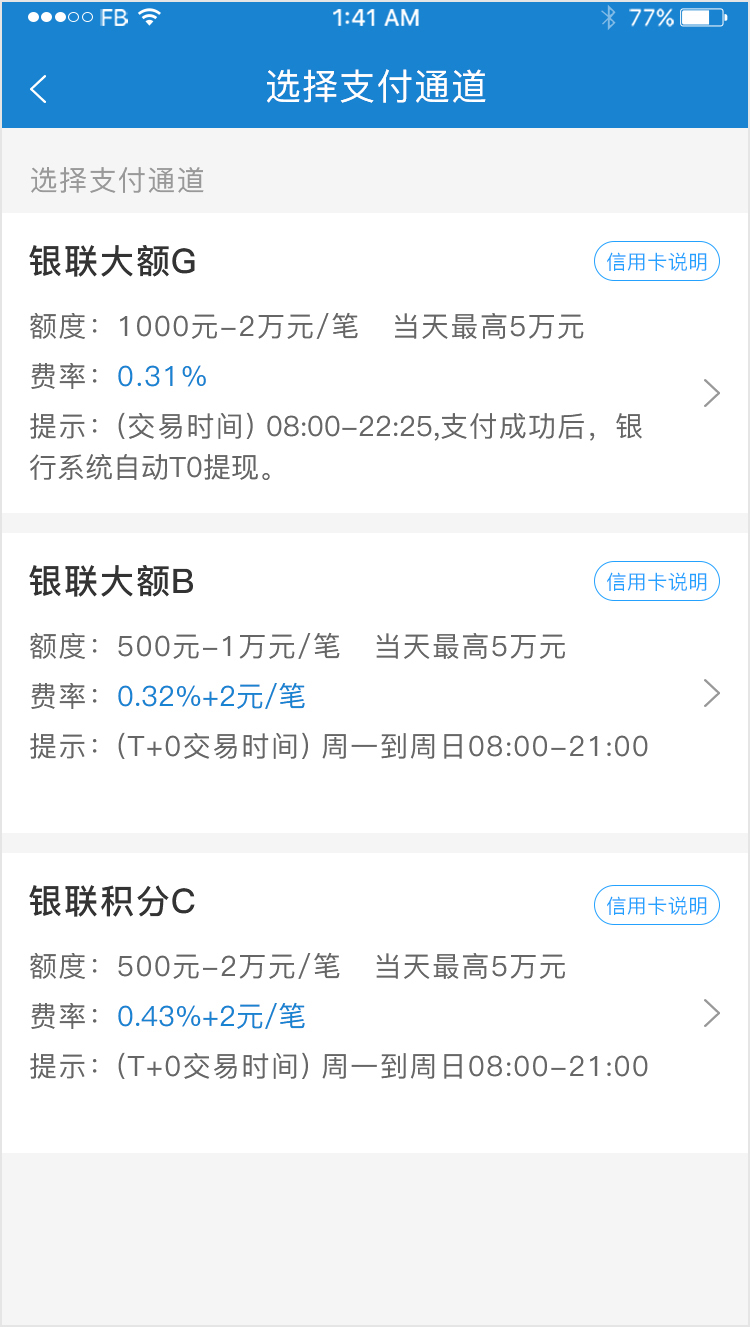 FB 1:41 AM 77%
选择支付通道
选择支付通道
银联大额G 信用卡说明
额度：1000元-2万元/笔 当天最高5万元
费率：0.31%
提示：(交易时间) 08:00-22:25,支付成功后，银
行系统自动T0提现。
银联大额B 信用卡说明
额度：500元-1万元/笔 当天最高5万元
费率：0.32%+2元/笔
提示：(T+0交易时间) 周一到周日08:00-21:00
银联积分C 信用卡说明
额度：500元-2万元/笔 当天最高5万元
费率：0.43%+2元/笔
提示：(T+0交易时间) 周一到周日08:00-21:00